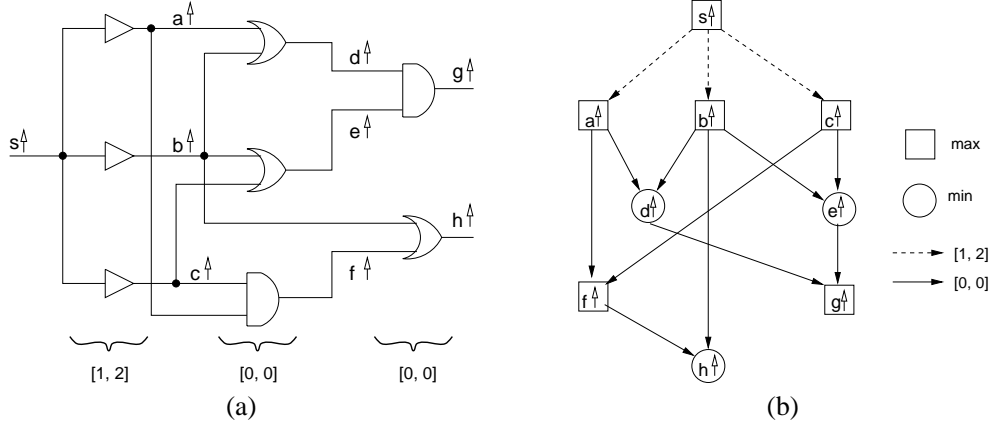 a
d
g
e
s
b
h
c
f
[1, 2]
[0, 0]
[0, 0]
(a)
s
a
b
c
d
e
f
g
h
max
min
[1, 2]
[0, 0]
(b)